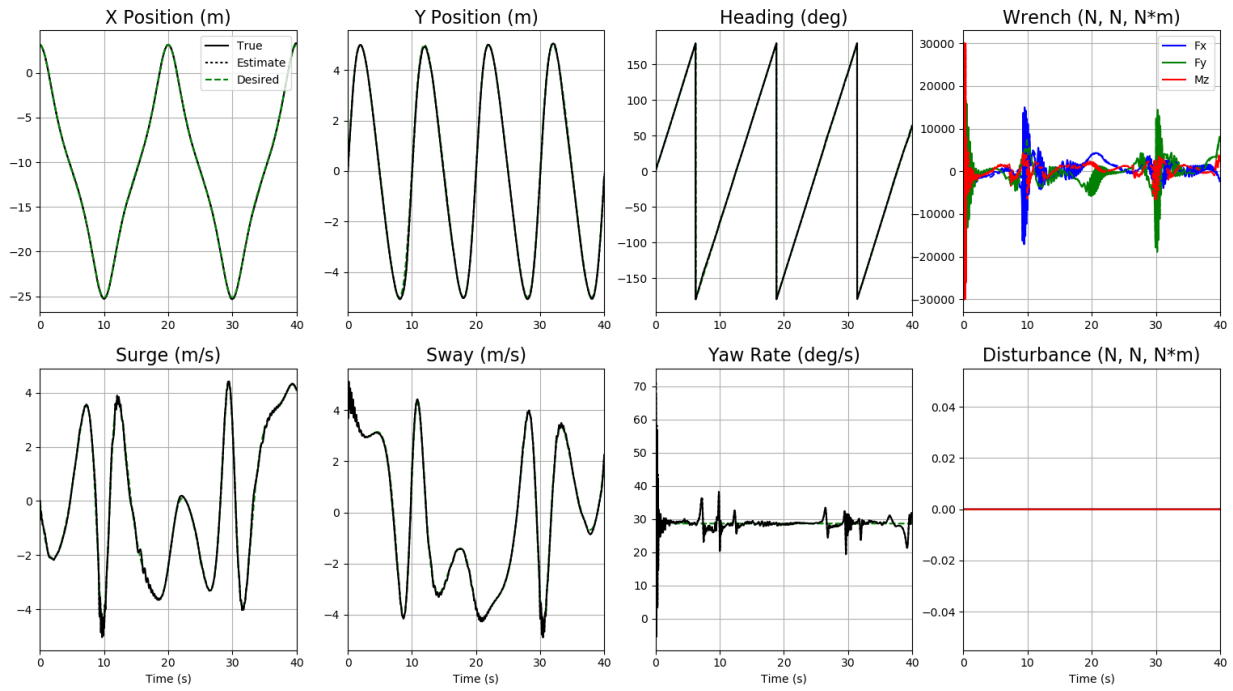 X Position (m)
0
−5
−10
−15
−20
−25
0 10 20 30 40
True
Estimate
Desired
Y Position (m)
4
2
0
−2
−4
0 10 20 30 40
Heading (deg)
150
100
50
0
−50
−100
−150
0 10 20 30 40
Wrench (N, N, N*m)
30000
20000
10000
0
−10000
−20000
−30000
0 10 20 30 40
Fx
Fy
Mz
Surge (m/s)
4
2
0
−2
−4
0 10 20 30 40
Time (s)
Sway (m/s)
4
2
0
−2
−4
0 10 20 30 40
Time (s)
Yaw Rate (deg/s)
70
60
50
40
30
20
10
0
0 10 20 30 40
Time (s)
Disturbance (N, N, N*m)
0.04
0.02
0.00
−0.02
−0.04
0 10 20 30 40
Time (s)